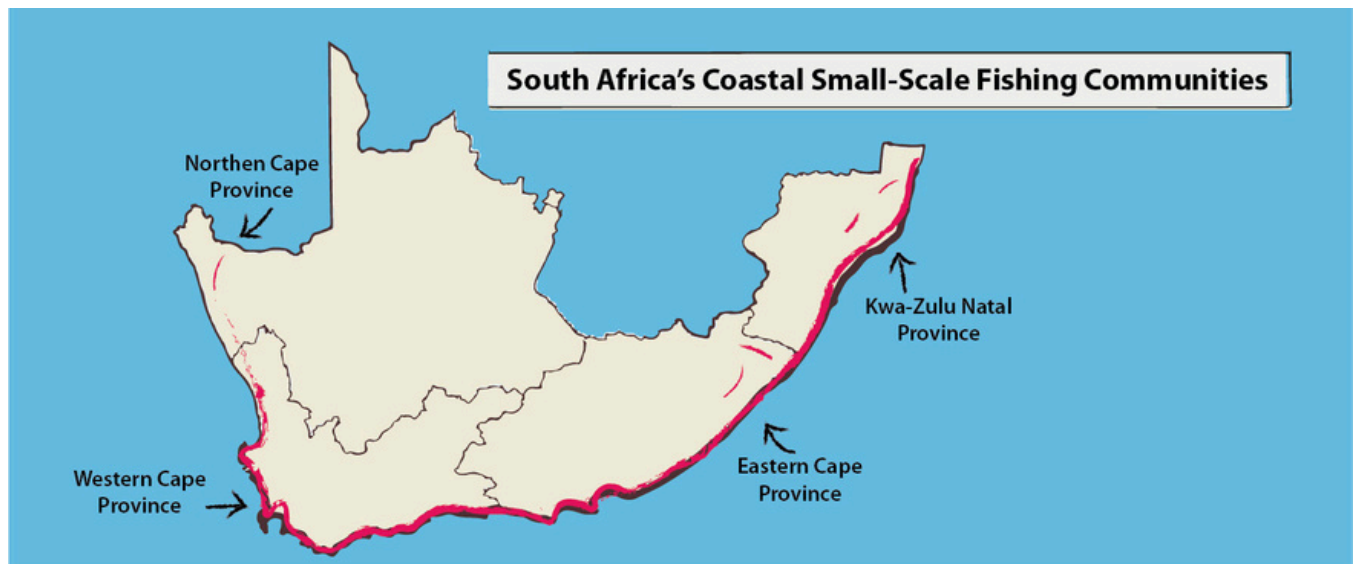 South Africa's Coastal Small-Scale Fishing Communities
Northen Cape
Province
Kwa-Zulu Natal
Province
Western Cape
Province
Eastern Cape
Province